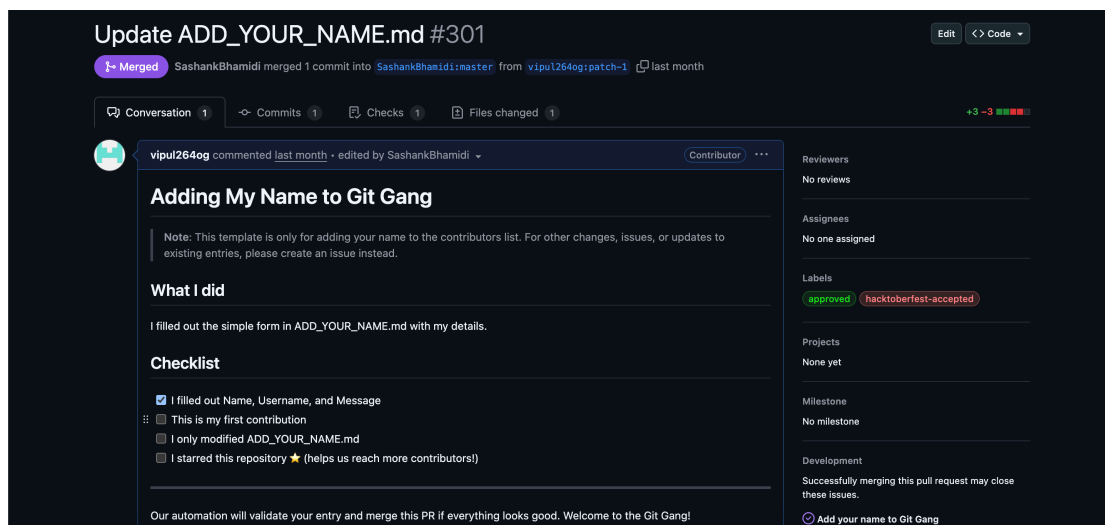 Update ADD_YOUR_NAME.md #301
Edit
<> Code
Merged
SashankBhamidi merged 1 commit into SashankBhamidi:master from vipul264og:patch-1 last month
Conversation 1
Commits 1
Checks 1
Files changed 1
+3 −3
vipul264og commented last month • edited by SashankBhamidi
Contributor
Adding My Name to Git Gang
Note: This template is only for adding your name to the contributors list. For other changes, issues, or updates to
existing entries, please create an issue instead.
What I did
I filled out the simple form in ADD_YOUR_NAME.md with my details.
Checklist
I filled out Name, Username, and Message
This is my first contribution
I only modified ADD_YOUR_NAME.md
I starred this repository ⭐ (helps us reach more contributors!)
Our automation will validate your entry and merge this PR if everything looks good. Welcome to the Git Gang!
Reviewers
No reviews
Assignees
No one assigned
Labels
approved
hacktoberfest-accepted
Projects
None yet
Milestone
No milestone
Development
Successfully merging this pull request may close
these issues.
Add your name to Git Gang